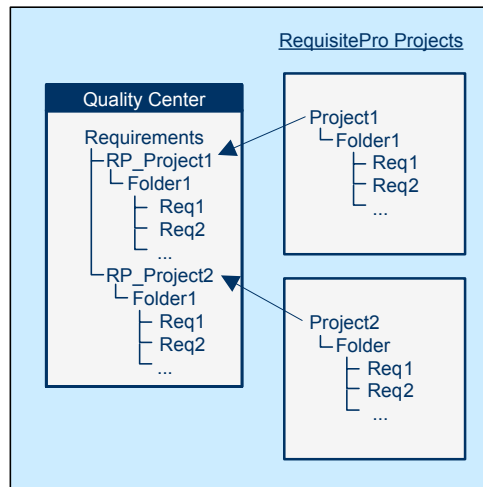 RequisitePro Projects
Quality Center
Requirements
RP_Project1
Folder1
Req1
Req2
...
RP_Project2
Folder1
Req1
Req2
...
Project1
Folder1
Req1
Req2
...
Project2
Folder
Req1
Req2
...